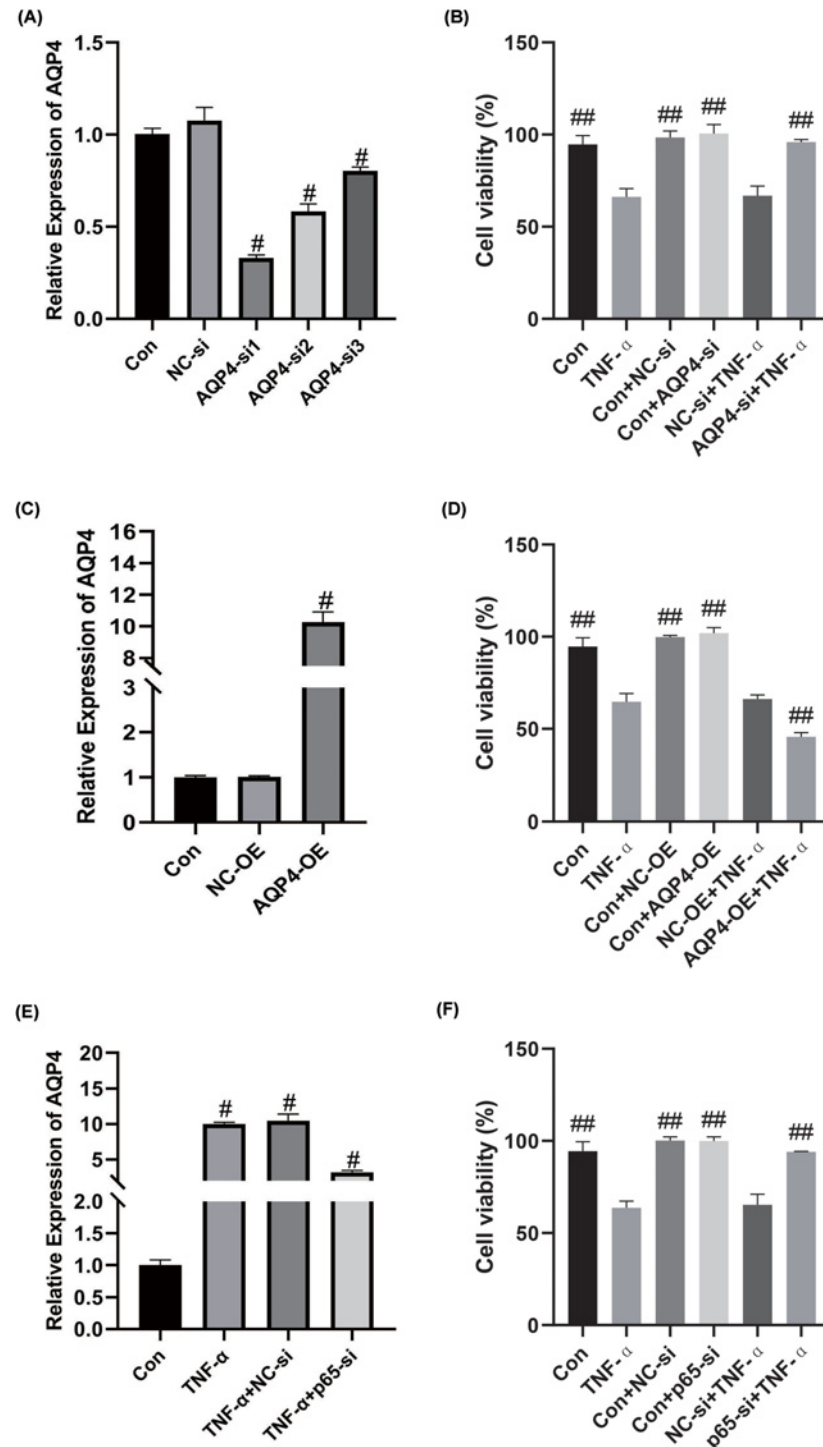 (A)
Relative Expression of AQP4
1.5
1.0
0.5
0.0
#
#
#
Con
NC-si
AQP4-si1
AQP4-si2
AQP4-si3
(B)
Cell viability (%)
150
100
50
0
##
##
##
##
Con
TNF-α
Con+NC-si
Con+AQP4-si
NC-si+TNF-α
AQP4-si+TNF-α
(C)
Relative Expression of AQP4
16
14
12
10
8
3
2
1
0
#
Con
NC-OE
AQP4-OE
(D)
Cell viability (%)
150
100
50
0
##
##
##
##
Con
TNF-α
Con+NC-OE
Con+AQP4-OE
NC-OE+TNF-α
AQP4-OE+TNF-α
(E)
Relative Expression of AQP4
20
15
10
5
2.0
1.5
1.0
0.5
0.0
#
#
#
Con
TNF-α
TNF-α+NC-si
TNF-α+p65-si
(F)
Cell viability (%)
150
100
50
0
##
##
##
##
Con
TNF-α
Con+NC-si
Con+p65-si
NC-si+TNF-α
p65-si+TNF-α